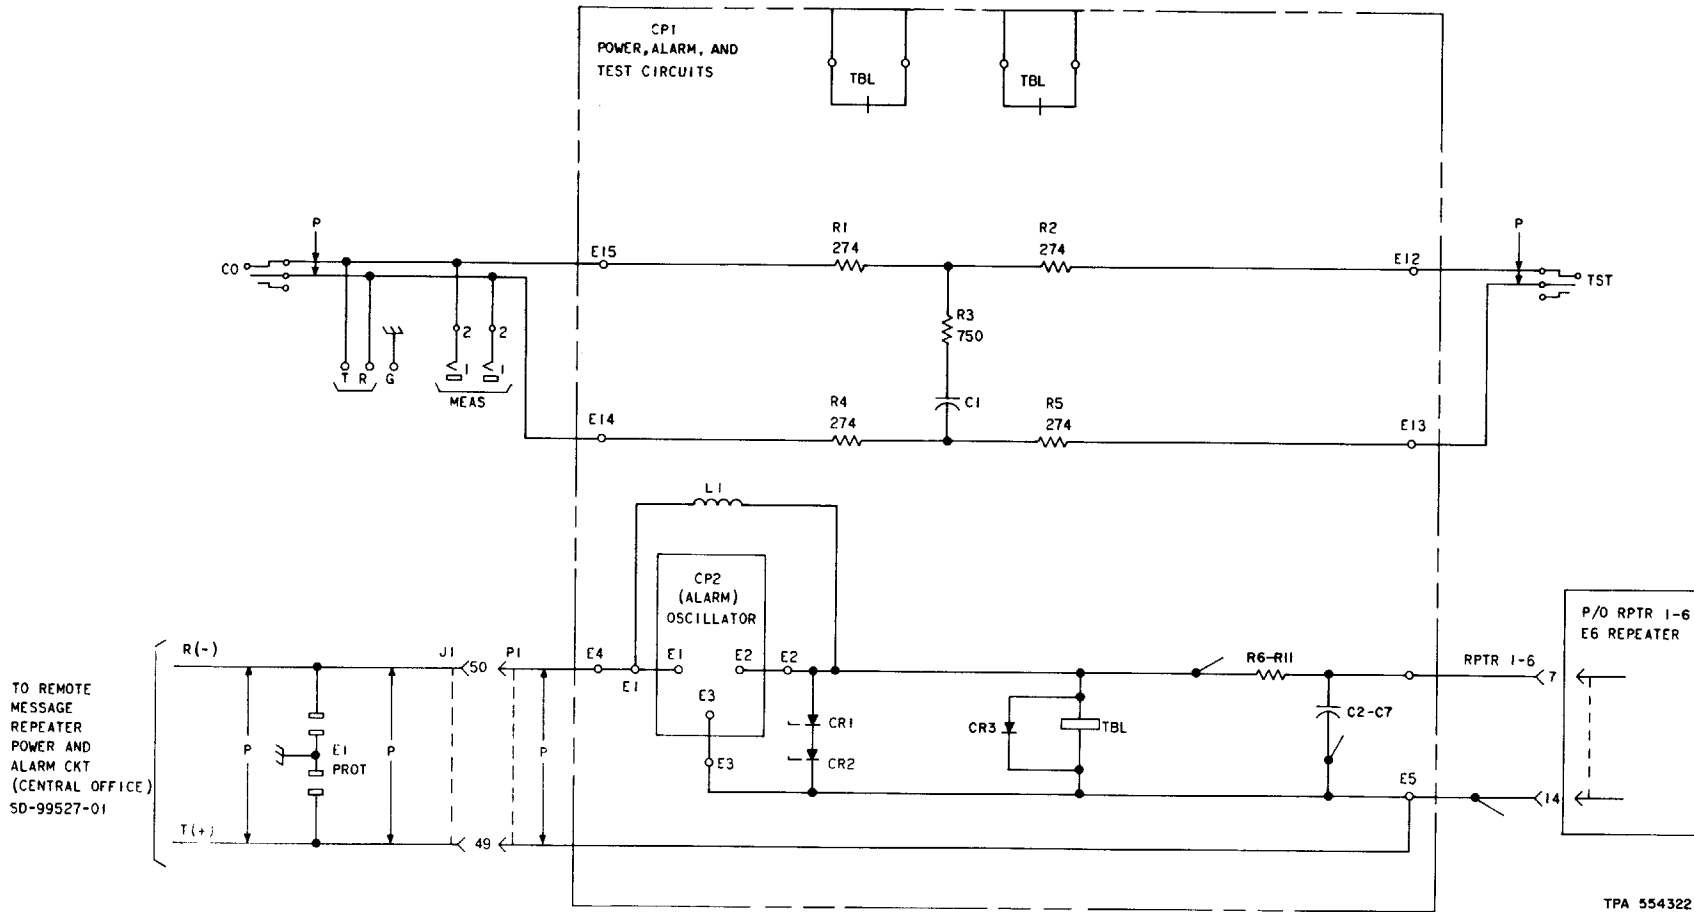 CP1
POWER, ALARM, AND
TEST CIRCUITS
TBL
TBL
P
CO
E15
R1
274
R2
274
E12
P
TST
R3
750
2
2
T R G
1
1
MEAS
C1
E14
R4
274
R5
274
E13
L1
CP2
(ALARM)
OSCILLATOR
P/O RPTR 1-6
E6 REPEATER
R(-)
J1
50
P1
E4
E1
E1
E2
E2
R6-R11
RPTR 1-6
7
TO REMOTE
MESSAGE
REPEATER
POWER AND
ALARM CKT
(CENTRAL OFFICE)
SD-99527-01
E3
CR1
CR3
TBL
C2-C7
P
E1
PROT
P
P
E3
CR2
E5
14
T(+)
49
TPA 554322